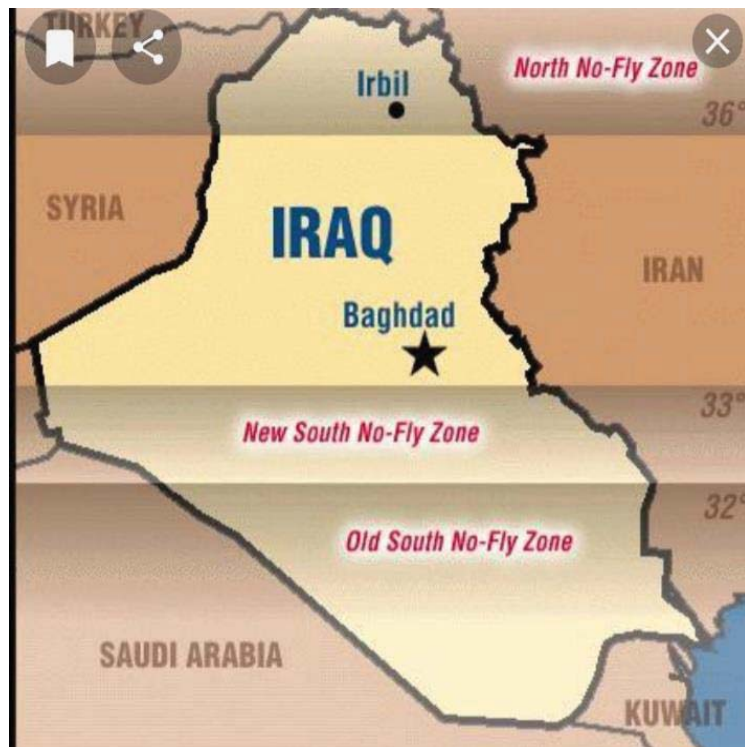 TURKEY
North No-Fly Zone
Irbil
36°
SYRIA
IRAQ
IRAN
Baghdad
33°
New South No-Fly Zone
32°
Old South No-Fly Zone
SAUDI ARABIA
KUWAIT